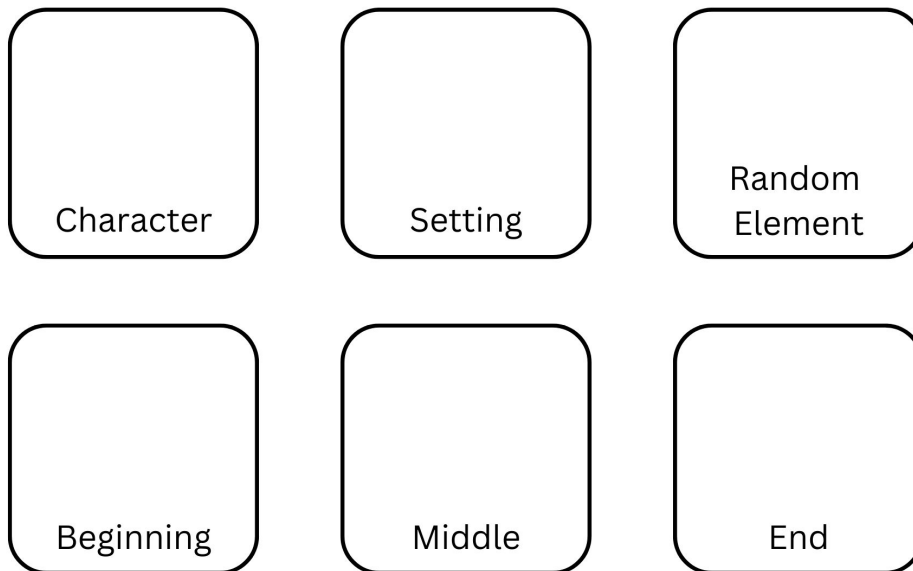 Character
Setting
Random
Element
Beginning
Middle
End